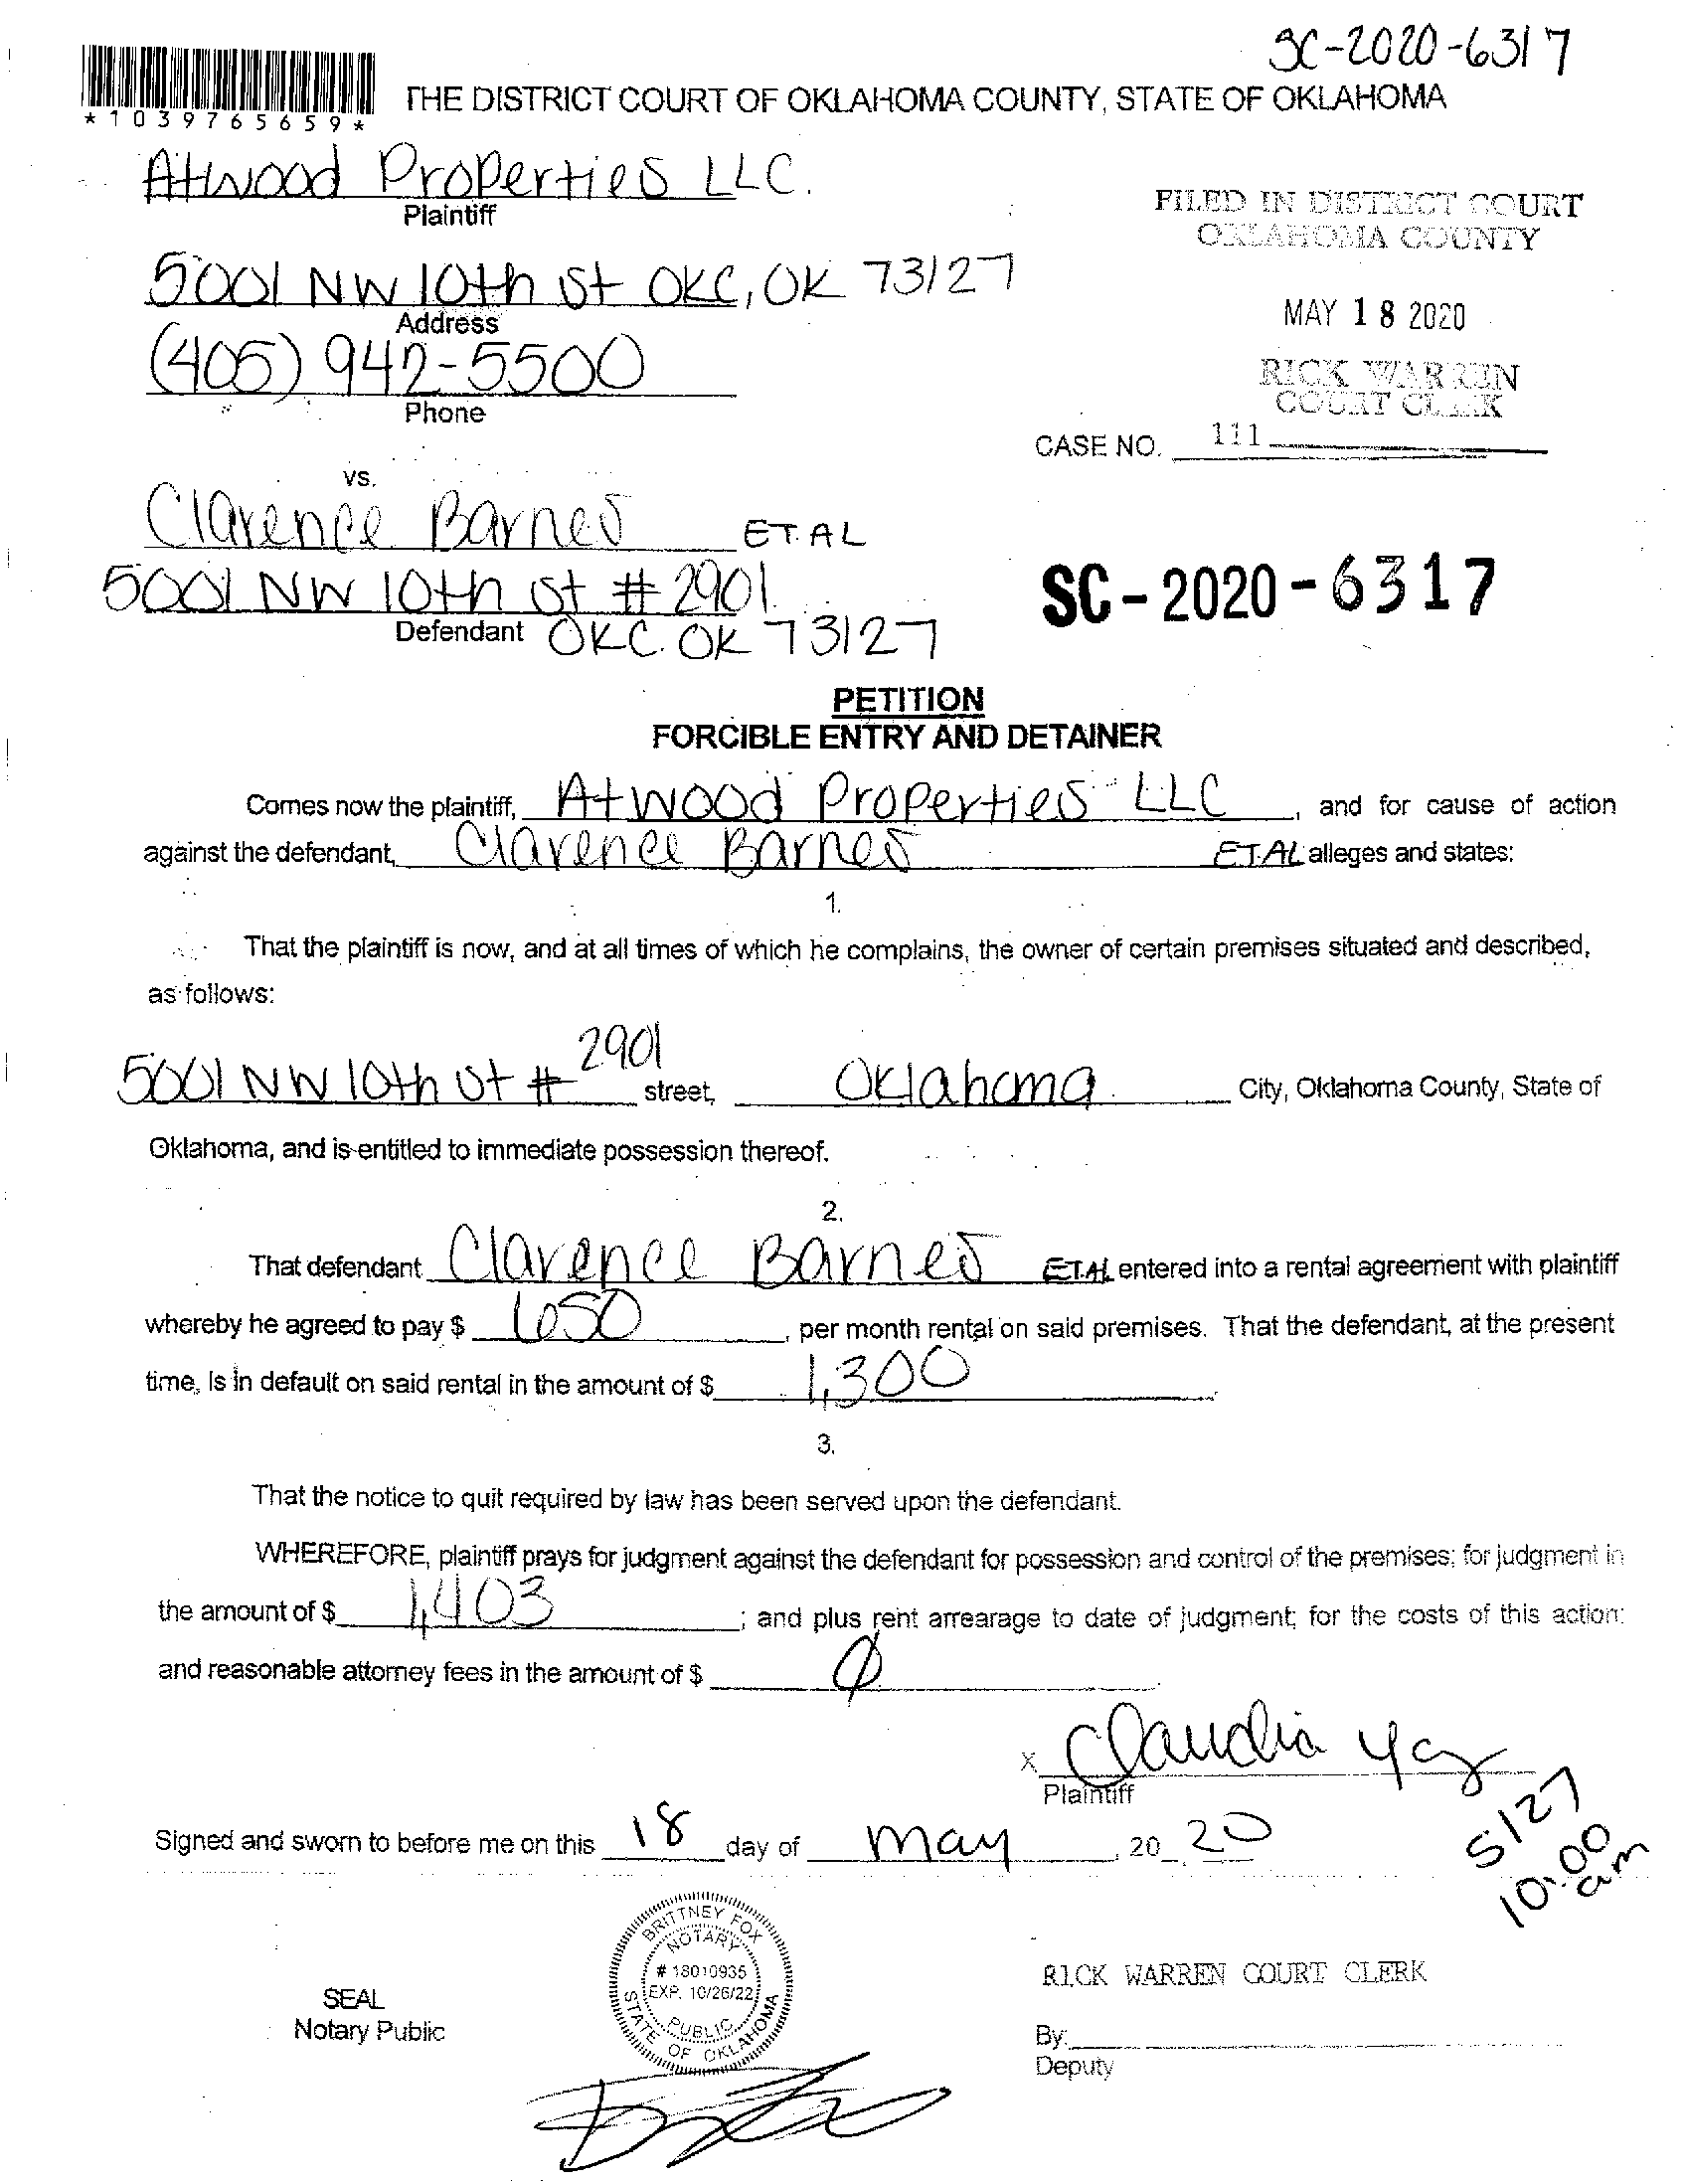 SC-2020-6317
*1039765659*
THE DISTRICT COURT OF OKLAHOMA COUNTY, STATE OF OKLAHOMA
Atwood Properties LLC.
Plaintiff
FILED IN DISTRICT COURT
OKLAHOMA COUNTY
5001 NW 10th St OKC, OK 73127
Address
MAY 18 2020
(405) 942-5500
Phone
RICK WARREN
COURT CLERK
CASE NO. 111
vs.
Clarence Barnes ET.AL
5001 NW 10th St # 2901
Defendant OKC. OK 73127
SC-2020-6317
PETITION
FORCIBLE ENTRY AND DETAINER
Comes now the plaintiff, Atwood Properties LLC, and for cause of action
against the defendant, Clarence Barnes ET.AL alleges and states:
1.
That the plaintiff is now, and at all times of which he complains, the owner of certain premises situated and described,
as follows:
5001 NW 10th St # 2901 street, Oklahoma City, Oklahoma County, State of
Oklahoma, and is entitled to immediate possession thereof.
2.
That defendant Clarence Barnes ET.AL entered into a rental agreement with plaintiff
whereby he agreed to pay $ 650, per month rental on said premises. That the defendant, at the present
time, Is in default on said rental in the amount of $ 1,300.
3.
That the notice to quit required by law has been served upon the defendant.
WHEREFORE, plaintiff prays for judgment against the defendant for possession and control of the premises; for judgment in
the amount of $ 1,403; and plus rent arrearage to date of judgment; for the costs of this action:
and reasonable attorney fees in the amount of $ Ø.
x Claudia
Plaintiff
Signed and sworn to before me on this 18 day of May, 20 20
5/27
10:00
am
BRITTNEY FOX
NOTARY
# 18010935
EXP. 10/26/22
PUBLIC
STATE OF OKLAHOMA
SEAL
Notary Public
RICK WARREN COURT CLERK
By:
Deputy